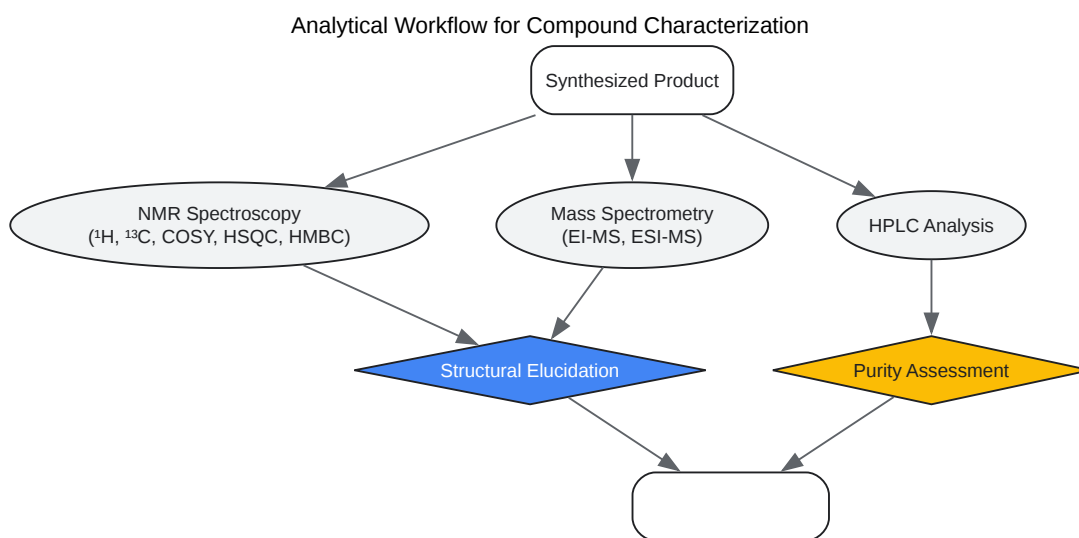 Analytical Workflow for Compound Characterization
Synthesized Product
NMR Spectroscopy
(¹H, ¹³C, COSY, HSQC, HMBC)
Mass Spectrometry
(EI-MS, ESI-MS)
HPLC Analysis
Structural Elucidation
Purity Assessment